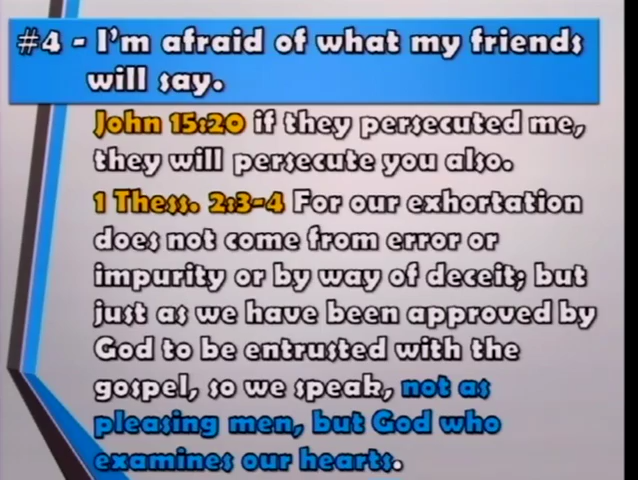 #4 - I'm afraid of what my friends
will say.
John 15:20 if they persecuted me,
they will persecute you also.
1 Thess. 2:3-4 For our exhortation
does not come from error or
impurity or by way of deceit; but
just as we have been approved by
God to be entrusted with the
gospel, so we speak, not as
pleasing men, but God who
examines our hearts.